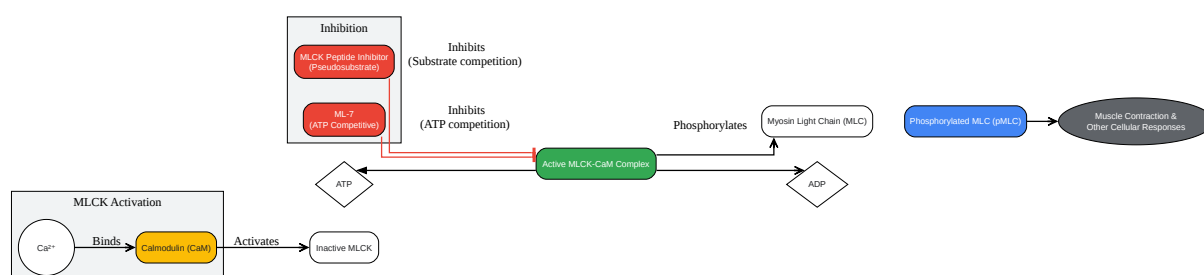 Inhibition
MLCK Peptide Inhibitor
(Pseudosubstrate)
Inhibits
(Substrate competition)
ML-7
(ATP Competitive)
Inhibits
(ATP competition)
Phosphorylates
Myosin Light Chain (MLC)
Phosphorylated MLC (pMLC)
Muscle Contraction &
Other Cellular Responses
Active MLCK-CaM Complex
ATP
ADP
MLCK Activation
Ca²⁺
Binds
Calmodulin (CaM)
Activates
Inactive MLCK